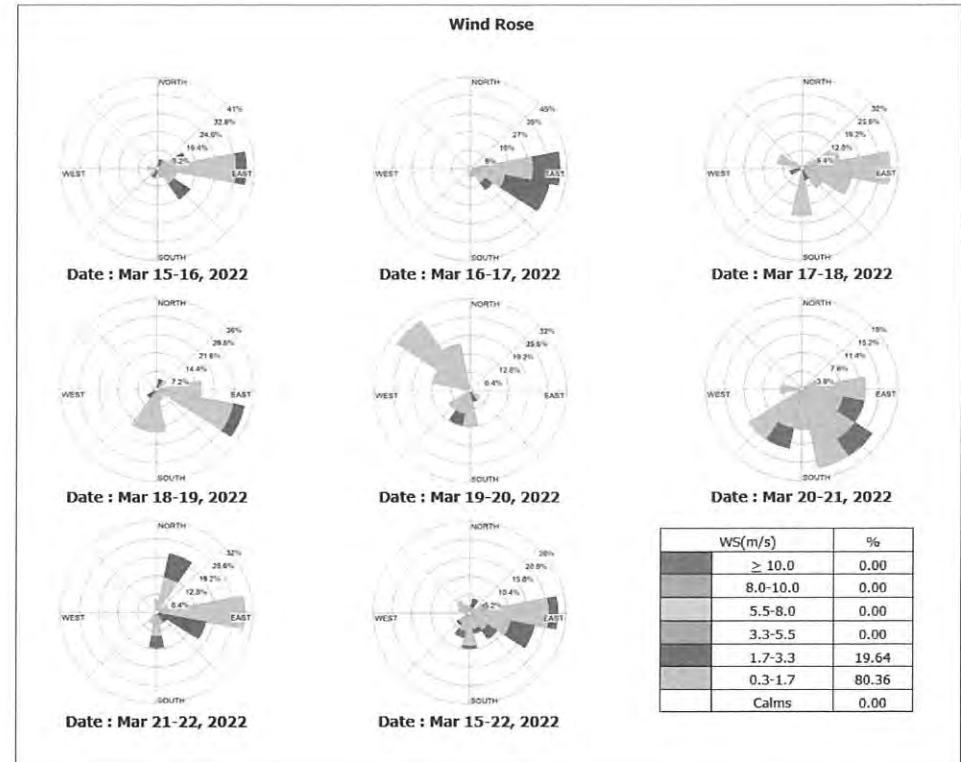 Wind Rose
NORTH
41%
32.8%
24.6%
16.4%
8.2%
WEST
EAST
SOUTH
Date : Mar 15-16, 2022
NORTH
45%
36%
27%
18%
9%
WEST
EAST
SOUTH
Date : Mar 16-17, 2022
NORTH
32%
25.6%
19.2%
12.8%
6.4%
WEST
EAST
SOUTH
Date : Mar 17-18, 2022
NORTH
36%
28.8%
21.6%
14.4%
7.2%
WEST
EAST
SOUTH
Date : Mar 18-19, 2022
NORTH
32%
25.6%
19.2%
12.8%
6.4%
WEST
EAST
SOUTH
Date : Mar 19-20, 2022
NORTH
19%
15.2%
11.4%
7.6%
3.8%
WEST
EAST
SOUTH
Date : Mar 20-21, 2022
NORTH
32%
25.6%
19.2%
12.8%
6.4%
WEST
EAST
SOUTH
Date : Mar 21-22, 2022
NORTH
26%
20.8%
15.6%
10.4%
5.2%
WEST
EAST
SOUTH
Date : Mar 15-22, 2022
WS(m/s) %
≥ 10.0 0.00
8.0-10.0 0.00
5.5-8.0 0.00
3.3-5.5 0.00
1.7-3.3 19.64
0.3-1.7 80.36
Calms 0.00